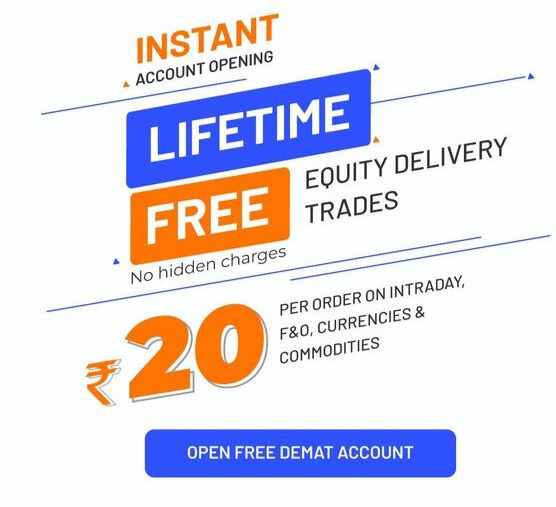 INSTANT
ACCOUNT OPENING
LIFETIME
FREE
EQUITY DELIVERY
TRADES
No hidden charges
₹20
PER ORDER ON INTRADAY,
F&O, CURRENCIES &
COMMODITIES
OPEN FREE DEMAT ACCOUNT